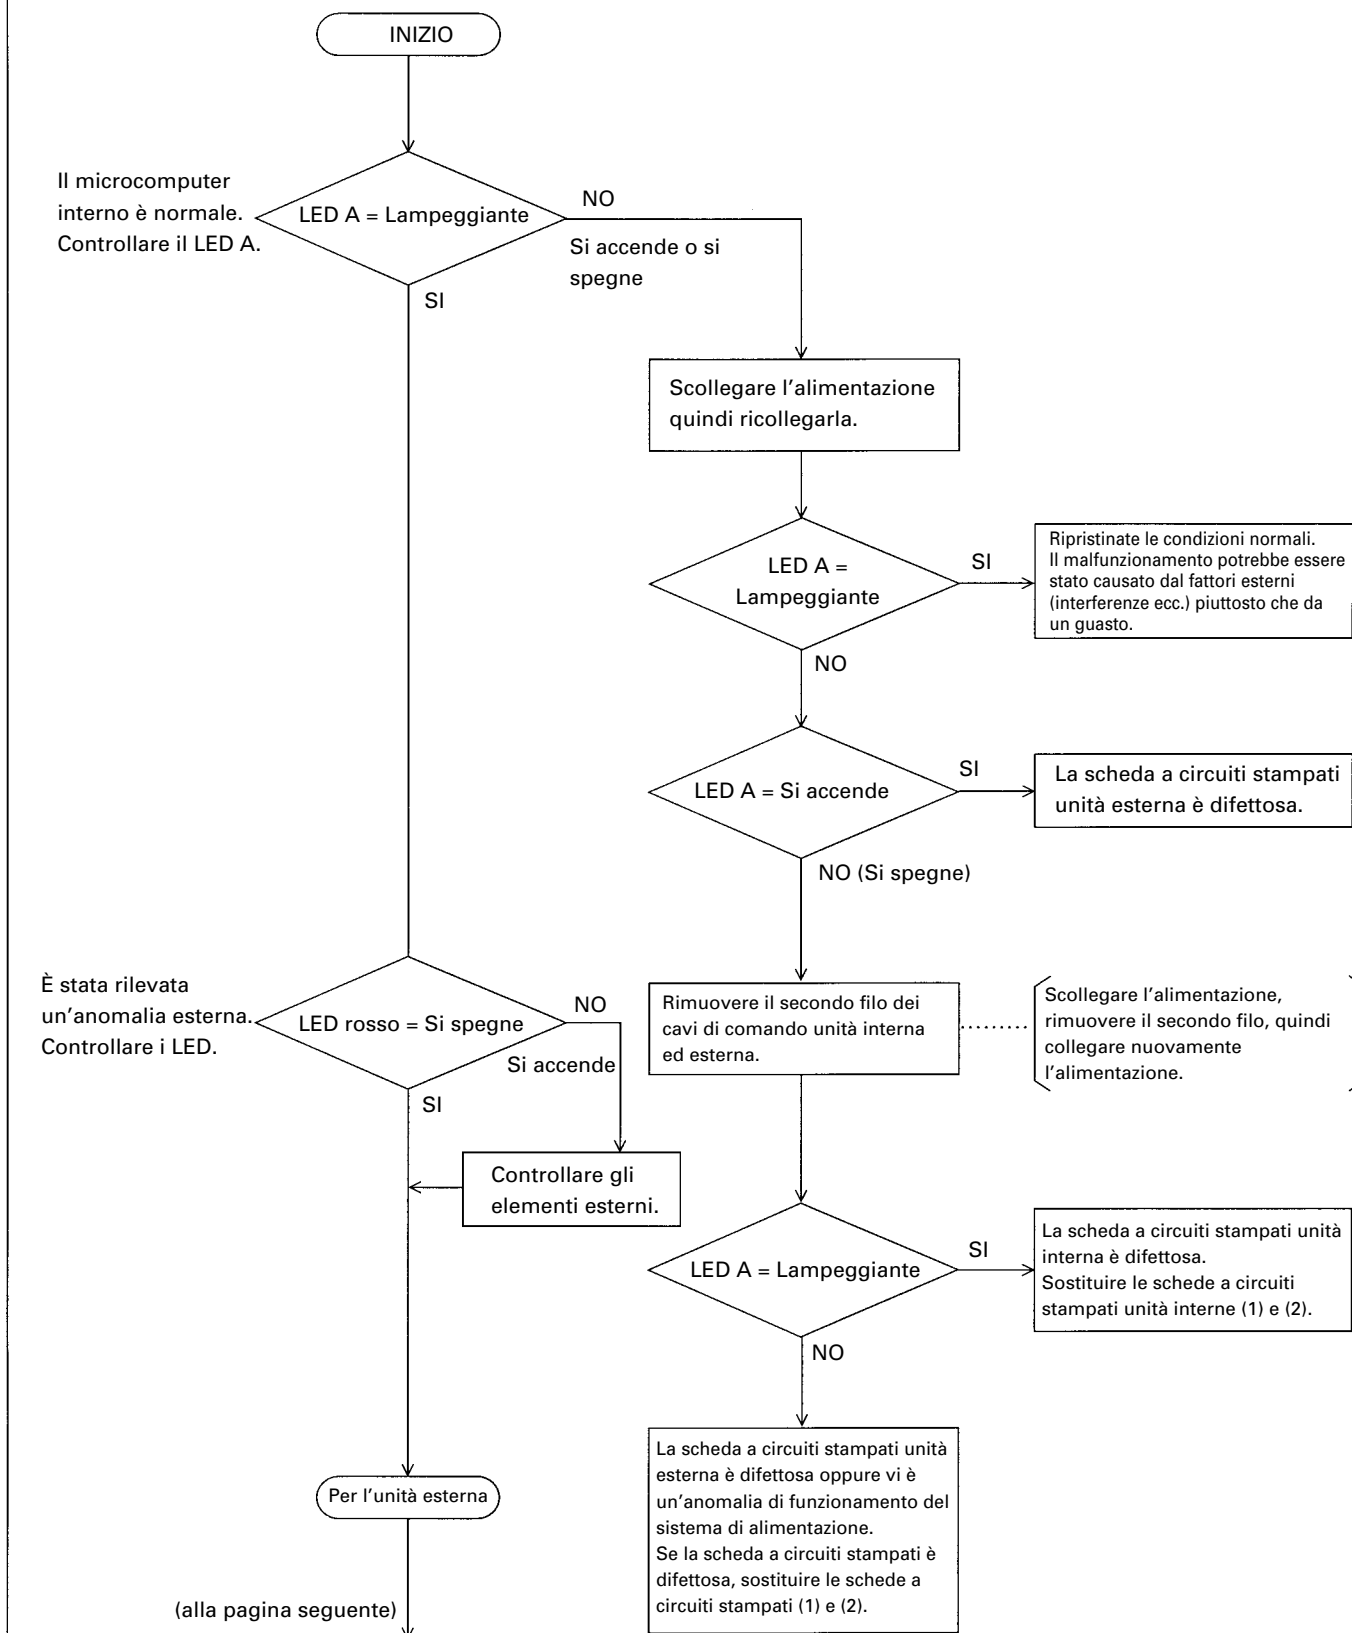 INIZIO
Il microcomputer
interno è normale.
Controllare il LED A.
LED A = Lampeggiante
NO
Si accende o si
spegne
SI
Scollegare l'alimentazione
quindi ricollegarla.
LED A =
Lampeggiante
SI
Ripristinate le condizioni normali.
Il malfunzionamento potrebbe essere
stato causato dal fattori esterni
(interferenze ecc.) piuttosto che da
un guasto.
NO
LED A = Si accende
SI
La scheda a circuiti stampati
unità esterna è difettosa.
NO (Si spegne)
È stata rilevata
un'anomalia esterna.
Controllare i LED.
LED rosso = Si spegne
NO
Si accende
SI
Controllare gli
elementi esterni.
Rimuovere il secondo filo dei
cavi di comando unità interna
ed esterna.
Scollegare l'alimentazione,
rimuovere il secondo filo, quindi
collegare nuovamente
l'alimentazione.
LED A = Lampeggiante
SI
La scheda a circuiti stampati unità
interna è difettosa.
Sostituire le schede a circuiti
stampati unità interne (1) e (2).
NO
La scheda a circuiti stampati unità
esterna è difettosa oppure vi è
un'anomalia di funzionamento del
sistema di alimentazione.
Se la scheda a circuiti stampati è
difettosa, sostituire le schede a
circuiti stampati (1) e (2).
Per l'unità esterna
(alla pagina seguente)